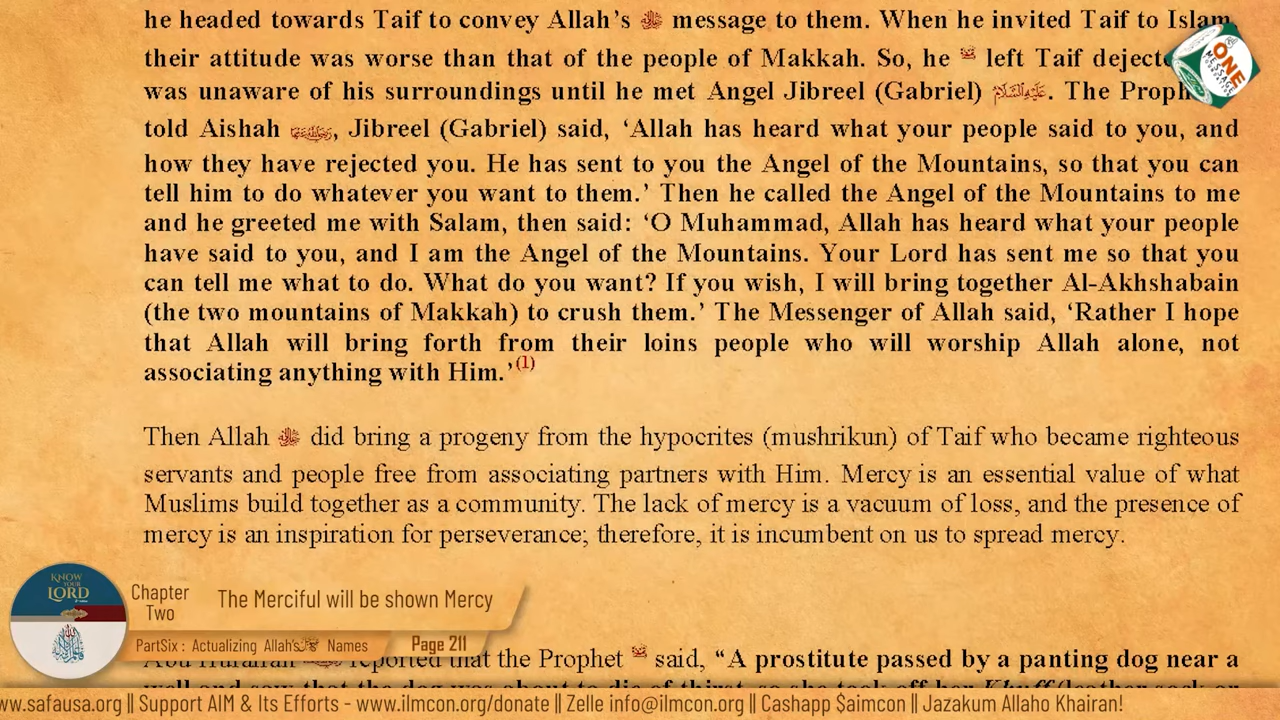 he headed towards Taif to convey Allah's ﷻ message to them. When he invited Taif to Islam,
their attitude was worse than that of the people of Makkah. So, he ﷺ left Taif
was unaware of his surroundings until he met Angel Jibreel (Gabriel) عَلَيْهِ السَّلَام. The
told Aishah, Jibreel (Gabriel) said, ‘Allah has heard what your people said to you, and
how they have rejected you. He has sent to you the Angel of the Mountains, so that you can
tell him to do whatever you want to them.’ Then he called the Angel of the Mountains to me
and he greeted me with Salam, then said: ‘O Muhammad, Allah has heard what your people
have said to you, and I am the Angel of the Mountains. Your Lord has sent me so that you
can tell me what to do. What do you want? If you wish, I will bring together Al-Akhshabain
(the two mountains of Makkah) to crush them.’ The Messenger of Allah said, ‘Rather I hope
that Allah will bring forth from their loins people who will worship Allah alone, not
associating anything with Him.’(1)
Then Allah ﷻ did bring a progeny from the hypocrites (mushrikun) of Taif who became righteous
servants and people free from associating partners with Him. Mercy is an essential value of what
Muslims build together as a community. The lack of mercy is a vacuum of loss, and the presence of
mercy is an inspiration for perseverance; therefore, it is incumbent on us to spread mercy.
reported that the Prophet ﷺ said, “A prostitute passed by a panting dog near a
ONE
MESSAGE
KNOW
YOUR
LORD
Chapter
Two
The Merciful will be shown Mercy
PartSix : Actualizing Allah's Names
Page 211
w.safausa.org || Support AIM & Its Efforts - www.ilmcon.org/donate || Zelle info@ilmcon.org || Cashapp $aimcon || Jazakum Allaho Khairan!